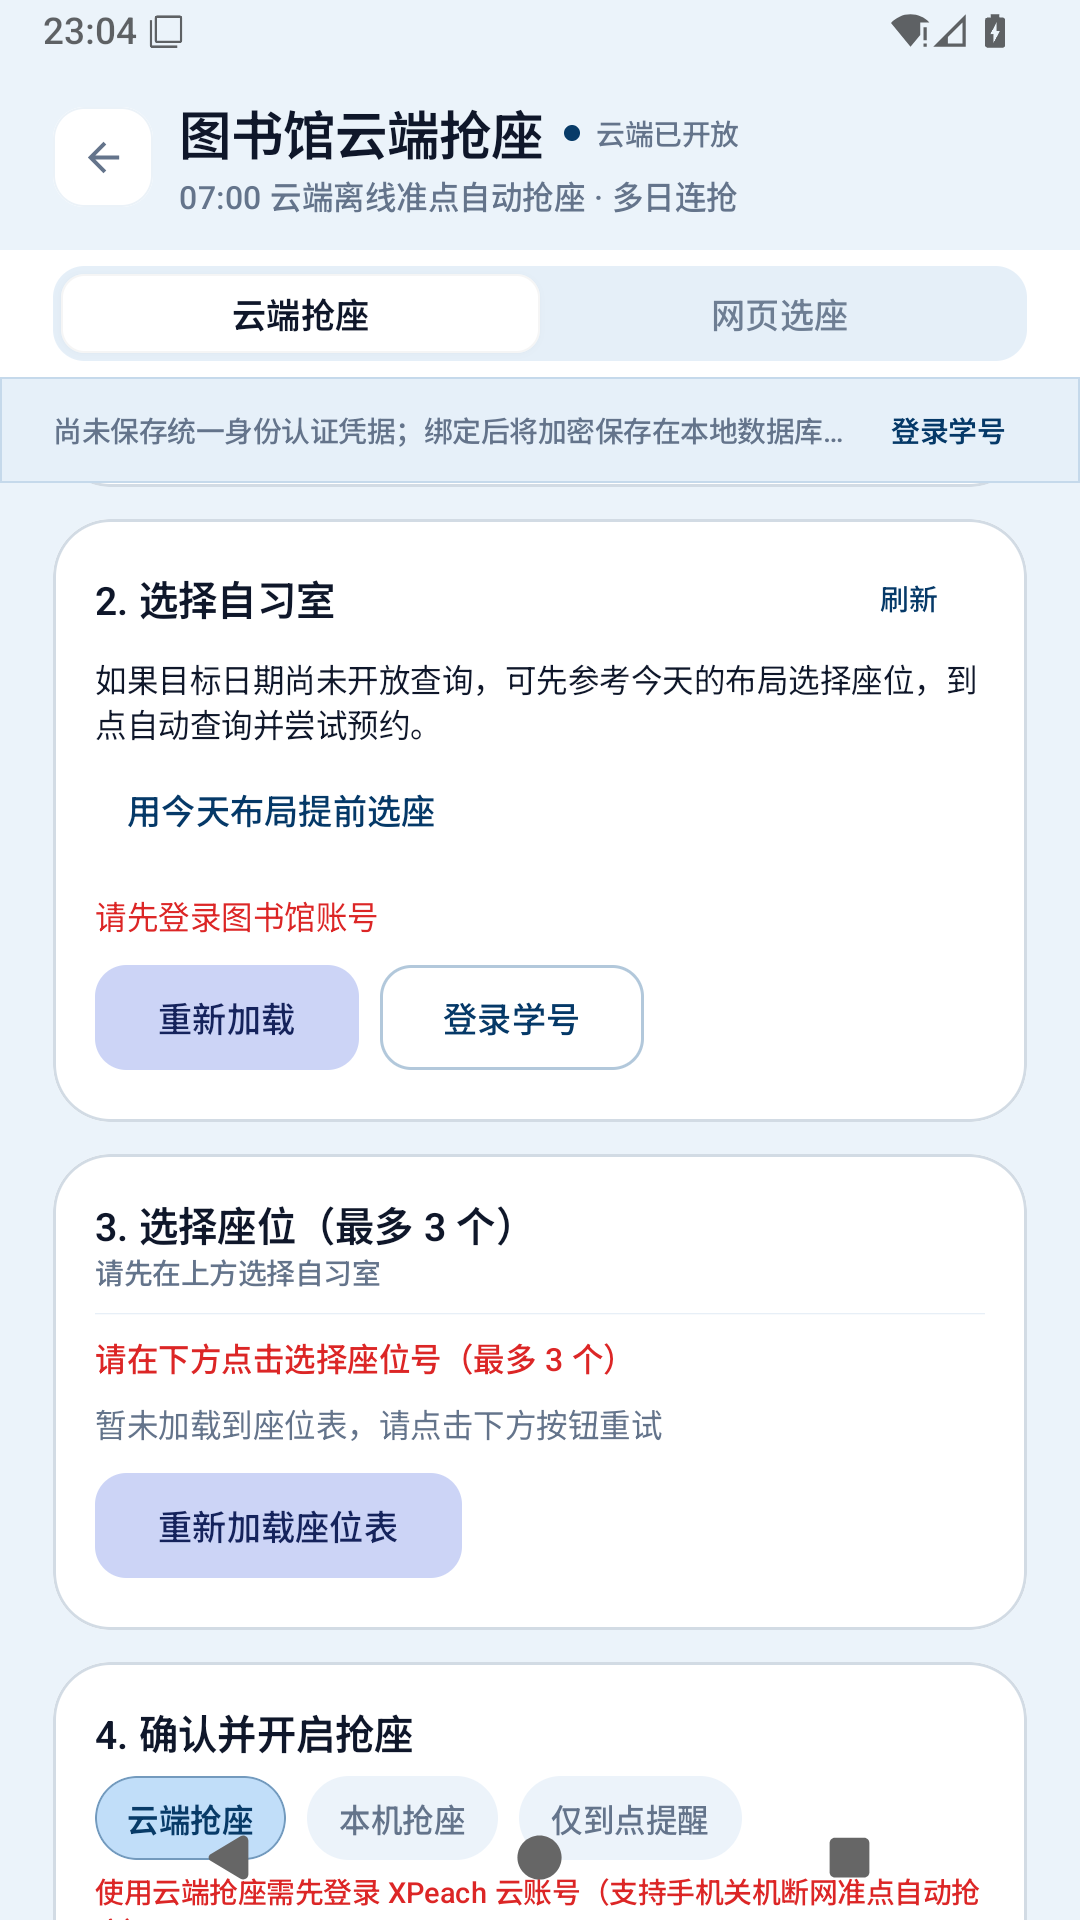 23:04
图书馆云端抢座
云端已开放
07:00 云端离线准点自动抢座 · 多日连抢
云端抢座
网页选座
尚未保存统一身份认证凭据；绑定后将加密保存在本地数据库...
登录学号
2. 选择自习室
刷新
如果目标日期尚未开放查询，可先参考今天的布局选择座位，到
点自动查询并尝试预约。
用今天布局提前选座
请先登录图书馆账号
重新加载
登录学号
3. 选择座位（最多 3 个）
请先在上方选择自习室
请在下方点击选择座位号（最多 3 个）
暂未加载到座位表，请点击下方按钮重试
重新加载座位表
4. 确认并开启抢座
云端抢座
本机抢座
仅到点提醒
使用云端抢座需先登录 XPeach 云账号（支持手机关机断网准点自动抢